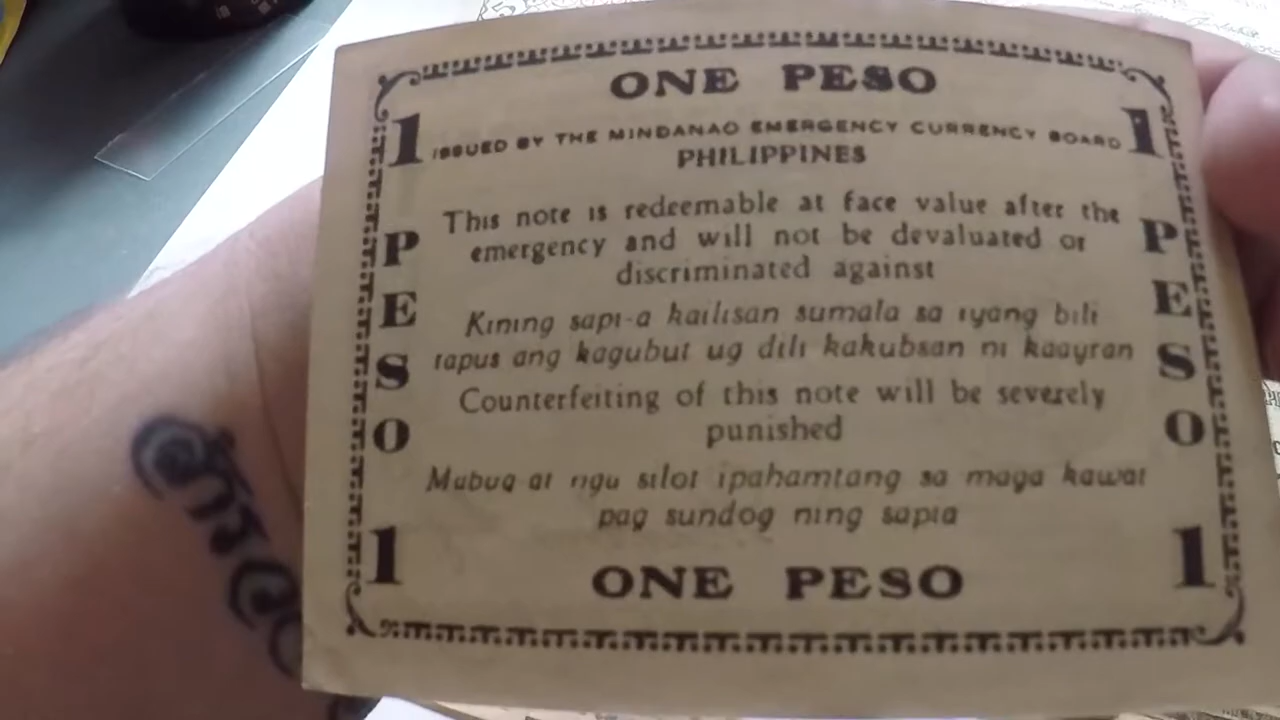 ONE PESO
1 ISSUED BY THE MINDANAO EMERGENCY CURRENCY BOARD 1
PHILIPPINES
This note is redeemable at face value after the
emergency and will not be devaluated or
discriminated against
Kining sapi-a kailisan sumala sa iyang bili
tapus ang kagubut ug dili kakubsan ni kaayran
Counterfeiting of this note will be severely
punished
Mabug-at nga silot ipahamtang sa maga kawat
pag sundog ning sapia
1 ONE PESO 1
PESO
PESO